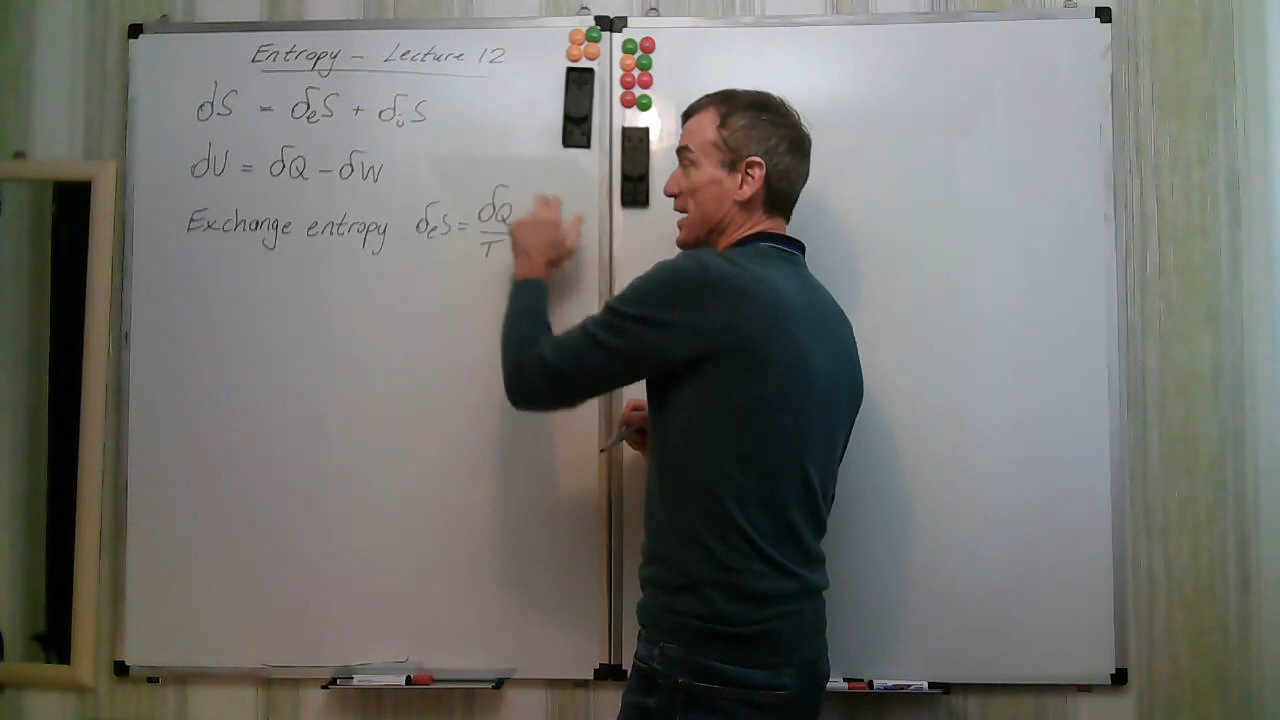 Entropy – Lecture 12
dS = δₑS + δᵢS
dU = δQ – δW
Exchange entropy δₑS = δQ/T